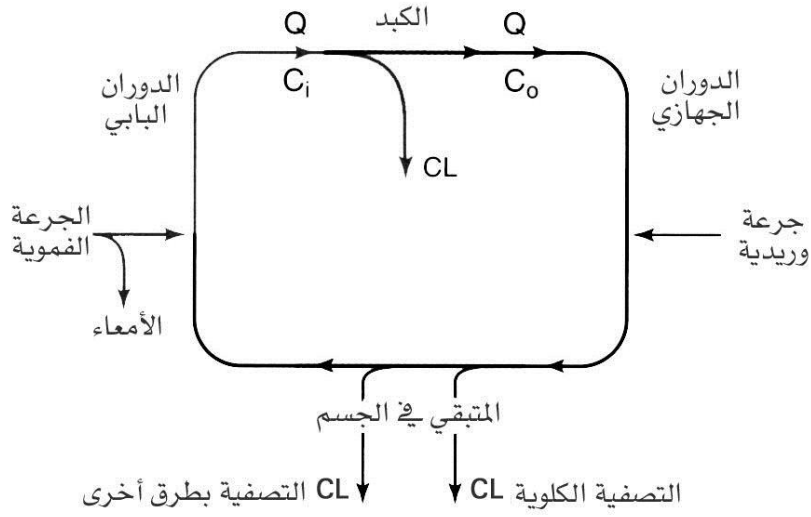 الكبد
Q
Q
C<sub>i</sub>
C<sub>o</sub>
الدوران
البابي
الدوران
الجهازي
CL
الجرعة
الفموية
جرعة
وريدية
الأمعاء
المتبقي في الجسم
التصفية بطرق أخرى CL
التصفية الكلوية CL